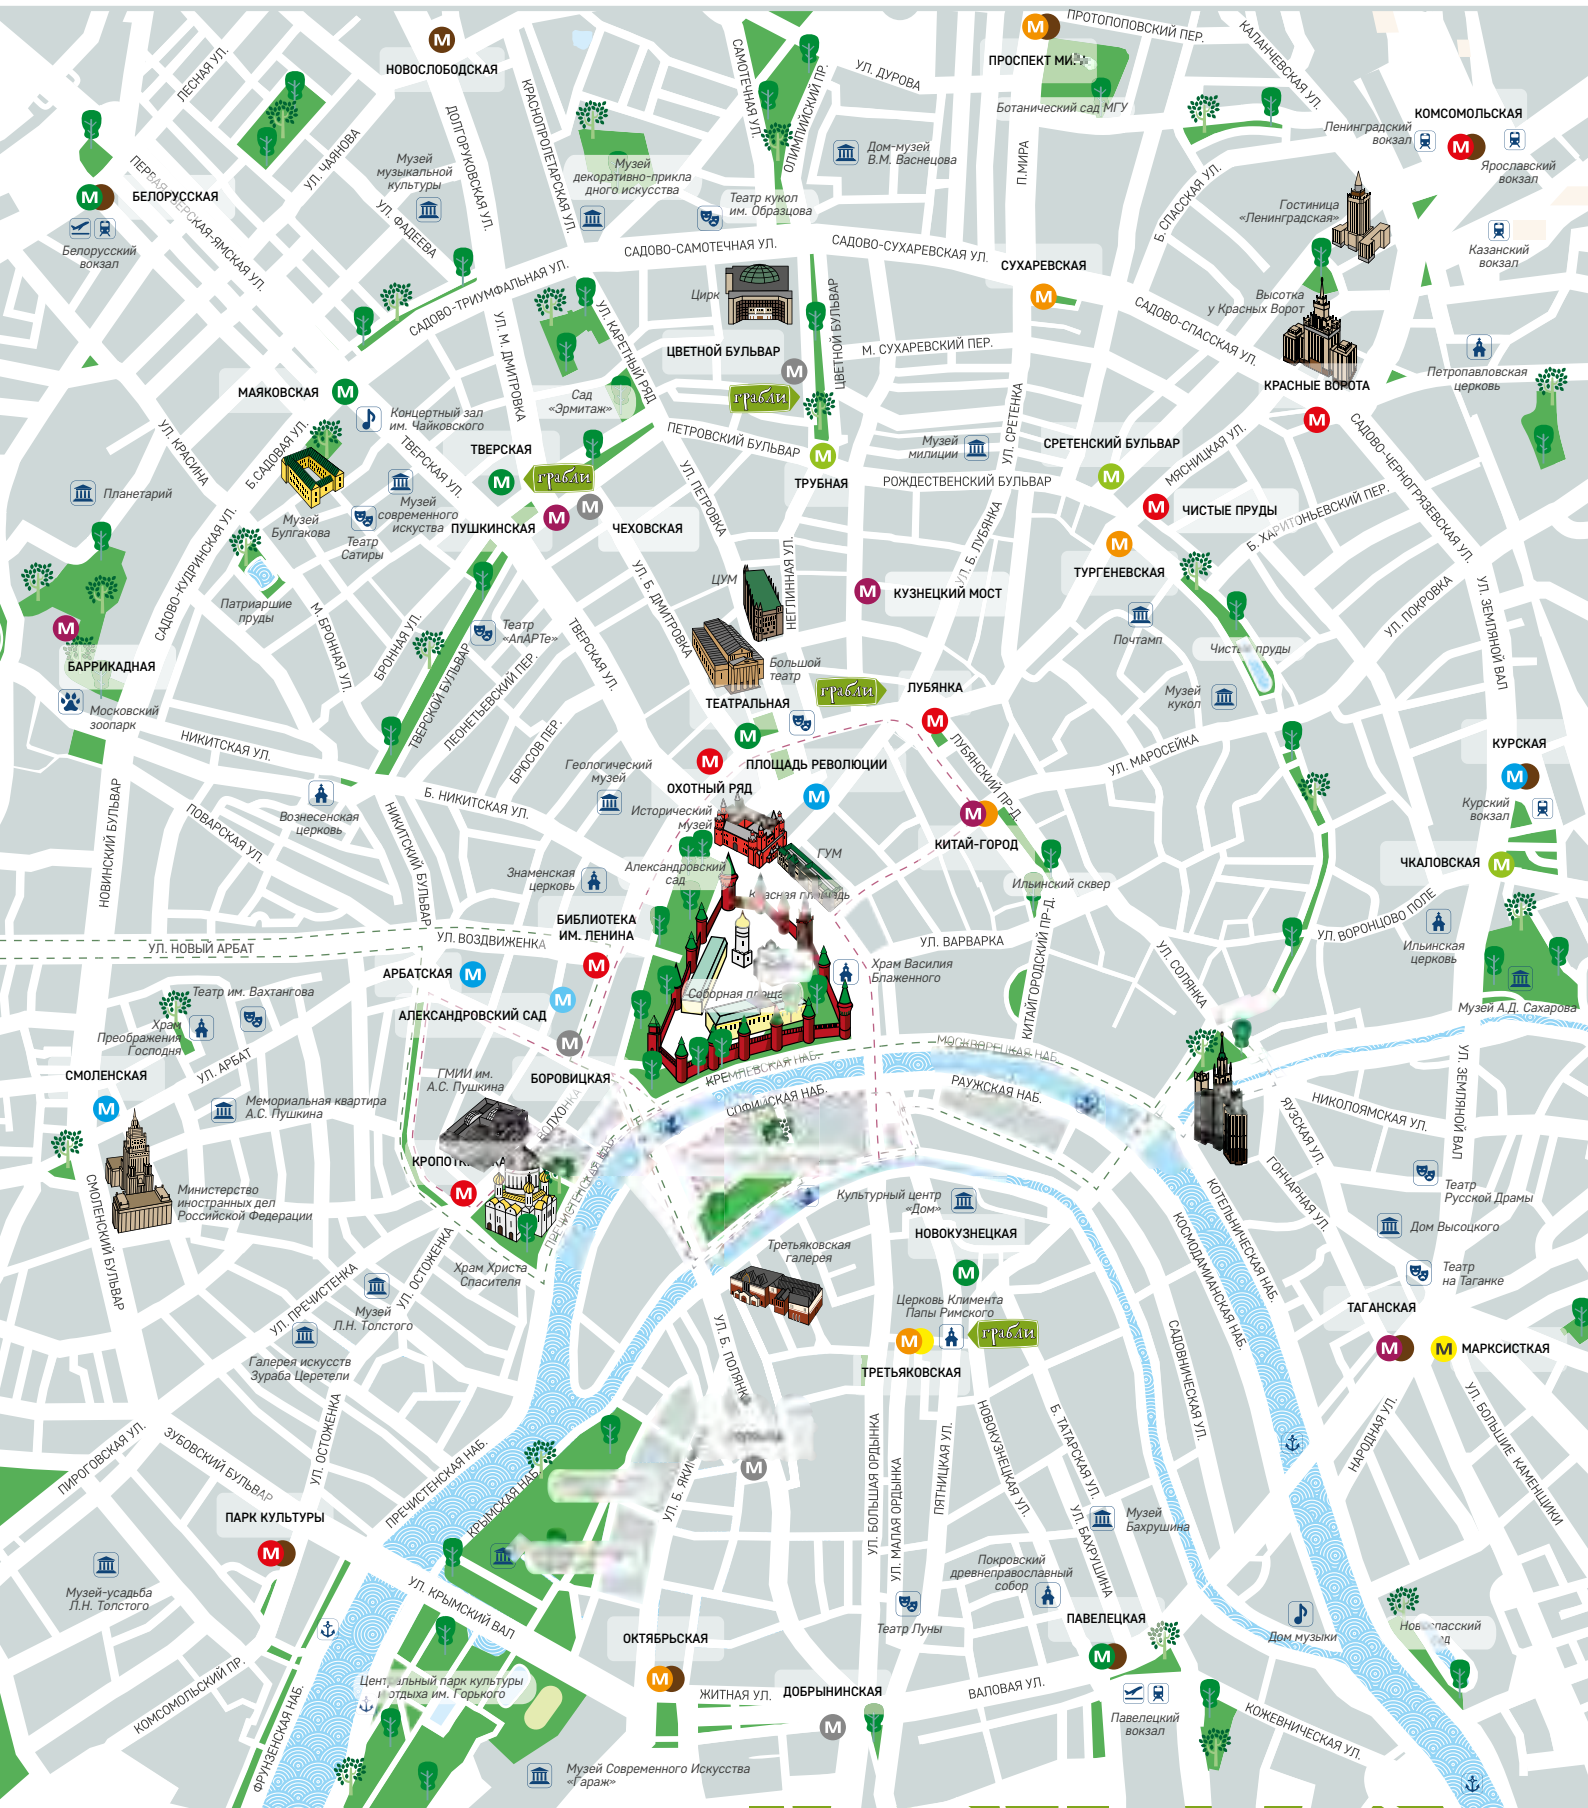 ПРОТОПОПОВСКИЙ ПЕР.
КАЛАНЧЕВСКАЯ УЛ.
НОВОСЛОБОДСКАЯ
ПРОСПЕКТ
Ботанический сад МГУ
ЛЕСНАЯ УЛ.
САМОТЕЧНАЯ УЛ.
ОЛИМПИЙСКИЙ ПР.
УЛ. ДУРОВА
КРАСНОПРОЛЕТАРСКАЯ УЛ.
ДОЛГОРУКОВСКАЯ УЛ.
КОМСОМОЛЬСКАЯ
Ленинградский
вокзал
Ярославский
вокзал
Дом-музей
В.М. Васнецова
П.МИРА
УЛ. ЧАЯНОВА
Музей
музыкальной
культуры
Музей
декоративно-прикла
дного искусства
БЕЛОРУССКАЯ
Белорусский
вокзал
ПЕРВАЯ ТВЕРСКАЯ-ЯМСКАЯ УЛ.
УЛ. ФАДЕЕВА
Театр кукол
им. Образцова
Б. СПАССКАЯ УЛ.
Гостиница
«Ленинградская»
Казанский
вокзал
САДОВО-САМОТЕЧНАЯ УЛ.
САДОВО-СУХАРЕВСКАЯ УЛ.
СУХАРЕВСКАЯ
САДОВО-ТРИУМФАЛЬНАЯ УЛ.
УЛ. КАРЕТНЫЙ РЯД
Цирк
ЦВЕТНОЙ БУЛЬВАР
ЦВЕТНОЙ БУЛЬВАР
М. СУХАРЕВСКИЙ ПЕР.
САДОВО-СПАССКАЯ УЛ.
Высотка
у Красных Ворот
Петропавловская
церковь
КРАСНЫЕ ВОРОТА
УЛ. М. ДМИТРОВКА
МАЯКОВСКАЯ
Концертный зал
им. Чайковского
Сад
«Эрмитаж»
грабли
ПЕТРОВСКИЙ БУЛЬВАР
ТРУБНАЯ
Музей
милиции
УЛ. СРЕТЕНКА
СРЕТЕНСКИЙ БУЛЬВАР
РОЖДЕСТВЕНСКИЙ БУЛЬВАР
МЯСНИЦКАЯ УЛ.
САДОВО-ЧЕРНОГРЯЗЕВСКАЯ УЛ.
УЛ. КРАСИНА
Б.САДОВАЯ УЛ.
ТВЕРСКАЯ УЛ.
ТВЕРСКАЯ
грабли
Планетарий
Музей
Булгакова
Музей
современного
искуства
Театр
Сатиры
ПУШКИНСКАЯ
ЧЕХОВСКАЯ
УЛ. ПЕТРОВКА
ЧИСТЫЕ ПРУДЫ
Б. ХАРИТОНЬЕВСКИЙ ПЕР.
ТУРГЕНЕВСКАЯ
САДОВО-КУДРИНСКАЯ УЛ.
Патриаршие
пруды
М. БРОННАЯ УЛ.
БРОННАЯ УЛ.
Театр
«АпАРТе»
ТВЕРСКОЙ БУЛЬВАР
ЛЕОНЕТЬЕВСКИЙ ПЕР.
БРЮСОВ ПЕР.
ТВЕРСКАЯ УЛ.
УЛ. Б. ДМИТРОВКА
ЦУМ
НЕГЛИННАЯ УЛ.
КУЗНЕЦКИЙ МОСТ
УЛ. Б. ЛУБЯНКА
Почтамп
УЛ. ПОКРОВКА
УЛ. ЗЕМЛЯНОЙ ВАЛ
пруды
Музей
кукол
БАРРИКАДНАЯ
Московский
зоопарк
Большой
театр
ТЕАТРАЛЬНАЯ
грабли
ЛУБЯНКА
НИКИТСКАЯ УЛ.
НОВИНСКИЙ БУЛЬВАР
ПОВАРСКАЯ УЛ.
Вознесенская
церковь
НИКИТСКИЙ БУЛЬВАР
Б. НИКИТСКАЯ УЛ.
Геологический
музей
ПЛОЩАДЬ РЕВОЛЮЦИИ
ОХОТНЫЙ РЯД
Исторический
музей
ЛУБЯНСКИЙ ПР-Д.
УЛ. МАРОСЕЙКА
КУРСКАЯ
Курский
вокзал
КИТАЙ-ГОРОД
ГУМ
ЧКАЛОВСКАЯ
Знаменская
церковь
Александровский
сад
Ильинский сквер
БИБЛИОТЕКА
ИМ. ЛЕНИНА
УЛ. НОВЫЙ АРБАТ
УЛ. ВОЗДВИЖЕНКА
УЛ. ВАРВАРКА
КИТАЙГОРОДСКИЙ ПР-Д.
УЛ. СОЛЯНКА
УЛ. ВОРОНЦОВО ПОЛЕ
Ильинская
церковь
Музей А.Д. Сахарова
АРБАТСКАЯ
АЛЕКСАНДРОВСКИЙ САД
Соборная
Храм Василия
Блаженного
Театр им. Вахтангова
Храм
Преображения
Господня
УЛ. АРБАТ
СМОЛЕНСКАЯ
Мемориальная квартира
А.С. Пушкина
ГМИИ им.
А.С. Пушкина
БОРОВИЦКАЯ
КРЕМЛЕВСКАЯ НАБ.
МОСКВОРЕЦКАЯ НАБ.
СОФИЙСКАЯ НАБ.
РАУЖСКАЯ НАБ.
УЛ. ЗЕМЛЯНОЙ ВАЛ
НИКОЛОЯМСКАЯ УЛ.
ЯУЗСКАЯ УЛ.
ГОНЧАРНАЯ УЛ.
Министерство
иностранных дел
Российской Федерации
СМОЛЕНСКИЙ БУЛЬВАР
Храм Христа
Спасителя
Культурный центр
«Дом»
НОВОКУЗНЕЦКАЯ
Третьяковская
галерея
Театр
Русской Драмы
Дом Высоцкого
Театр
на Таганке
КОТЕЛЬНИЧЕСКАЯ НАБ.
КОСМОДАМИАНСКАЯ НАБ.
УЛ. ПРЕЧИСТЕНКА
УЛ. ОСТОЖЕНКА
Музей
Л.Н. Толстого
Галерея искусств
Зураба Церетели
Церковь Климента
Папы Римского
грабли
ТРЕТЬЯКОВСКАЯ
ТАГАНСКАЯ
МАРКСИСТКАЯ
САДОВНИЧЕСКАЯ УЛ.
ПИРОГОВСКАЯ УЛ.
ЗУБОВСКИЙ БУЛЬВАР
УЛ. ОСТОЖЕНКА
ПРЕЧИСТЕНСКАЯ НАБ.
КРЫМСКАЯ НАБ.
УЛ. БОЛЬШАЯ ОРДЫНКА
УЛ. МАЛАЯ ОРДЫНКА
ПЯТНИЦКАЯ УЛ.
НОВОКУЗНЕЦКАЯ УЛ.
Б. ТАТАРСКАЯ УЛ.
УЛ. БАХРУШИНА
НАРОДНАЯ УЛ.
УЛ. БОЛЬШИЕ КАМЕНЩИКИ
ПАРК КУЛЬТУРЫ
Музей
Бахрушина
Музей-усадьба
Л.Н. Толстого
УЛ. КРЫМСКИЙ ВАЛ
Покровский
древнеправославный
собор
Театр Луны
ПАВЕЛЕЦКАЯ
Дом музыки
ОКТЯБРЬСКАЯ
КОМСОМОЛЬСКИЙ ПР.
ФРУНЗЕНСКАЯ НАБ.
парк культуры
отдыха им. Горького
ЖИТНАЯ УЛ.
ДОБРЫНИНСКАЯ
ВАЛОВАЯ УЛ.
Павелецкий
вокзал
КОЖЕВНИЧЕСКАЯ УЛ.
Музей Современного Искусства
«Гараж»